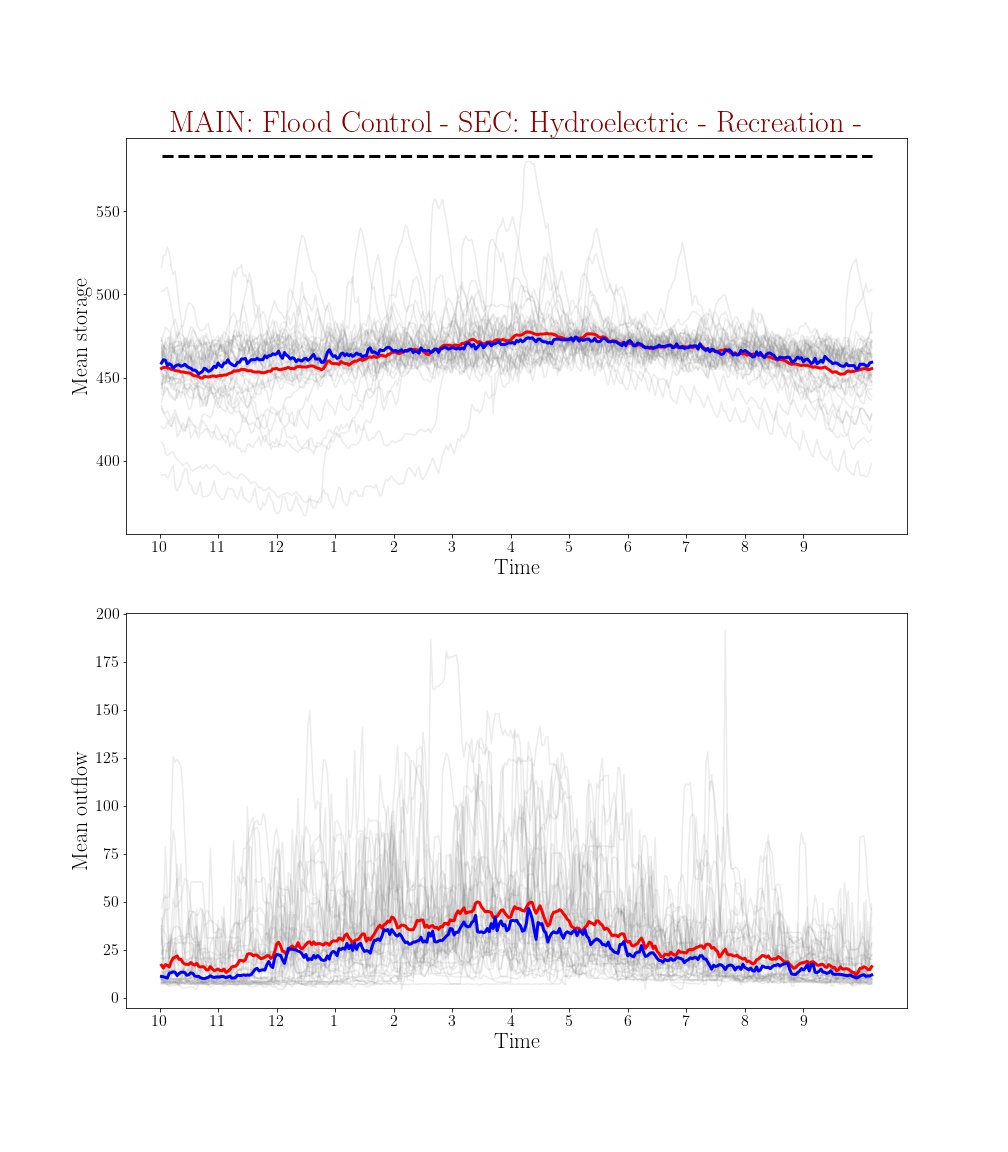 MAIN: Flood Control - SEC: Hydroelectric - Recreation -
Mean storage
550
500
450
400
10 11 12 1 2 3 4 5 6 7 8 9
Time
Mean outflow
200
175
150
125
100
75
50
25
0
10 11 12 1 2 3 4 5 6 7 8 9
Time